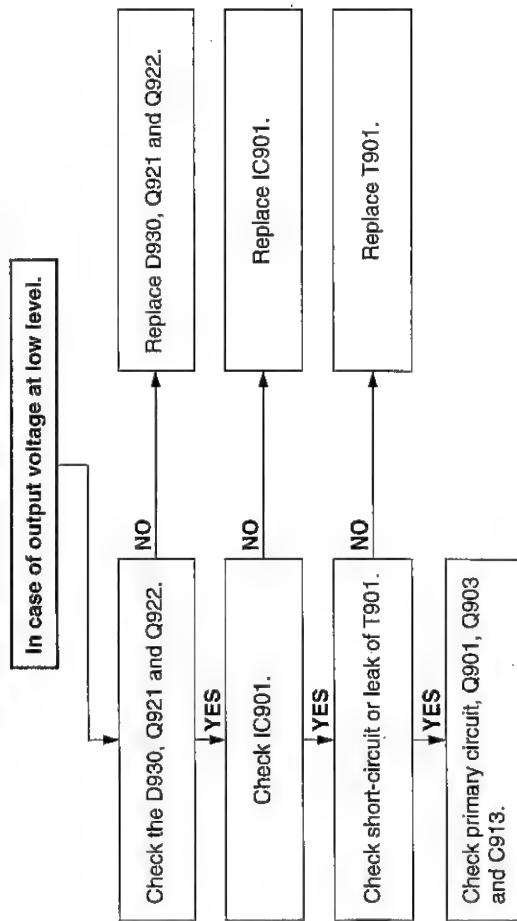 In case of output voltage at low level.
Check the D930, Q921 and Q922.
NO
Replace D930, Q921 and Q922.
YES
Check IC901.
NO
Replace IC901.
YES
Check short-circuit or leak of T901.
NO
Replace T901.
YES
Check primary circuit, Q901, Q903
and C913.